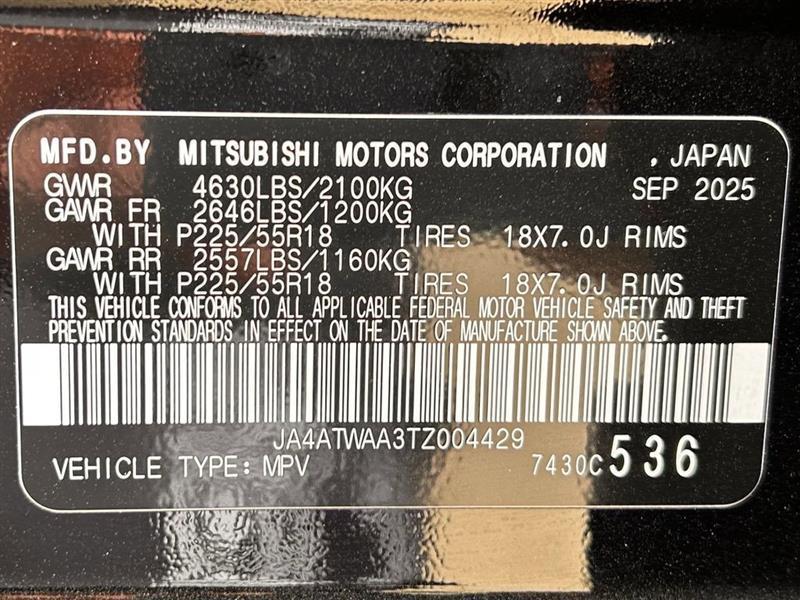 MFD.BY MITSUBISHI MOTORS CORPORATION , JAPAN
GVWR 4630LBS/2100KG SEP 2025
GAWR FR 2646LBS/1200KG
WITH P225/55R18 TIRES 18X7.0J RIMS
GAWR RR 2557LBS/1160KG
WITH P225/55R18 TIRES 18X7.0J RIMS
THIS VEHICLE CONFORMS TO ALL APPLICABLE FEDERAL MOTOR VEHICLE SAFETY AND THEFT
PREVENTION STANDARDS IN EFFECT ON THE DATE OF MANUFACTURE SHOWN ABOVE.
JA4ATWAA3TZ004429
VEHICLE TYPE: MPV 7430C536